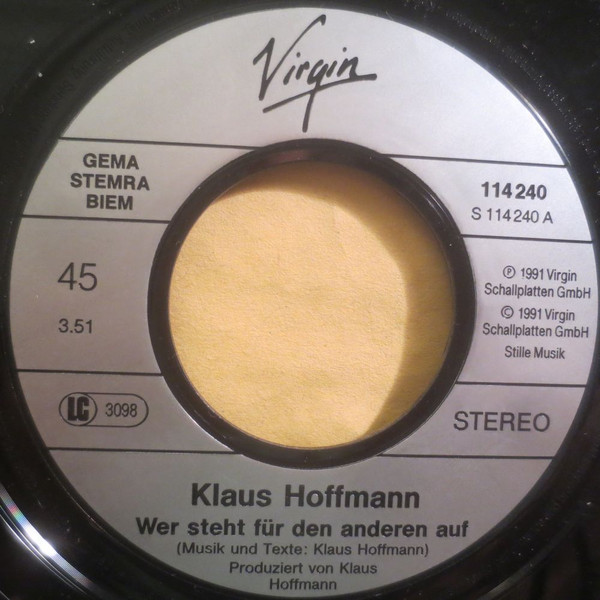 Virgin
GEMA
STEMRA
BIEM
114 240
S 114 240 A
45
3.51
℗ 1991 Virgin
Schallplatten GmbH
© 1991 Virgin
Schallplatten GmbH
Stille Musik
LC 3098
STEREO
Klaus Hoffmann
Wer steht für den anderen auf
(Musik und Texte: Klaus Hoffmann)
Produziert von Klaus
Hoffmann